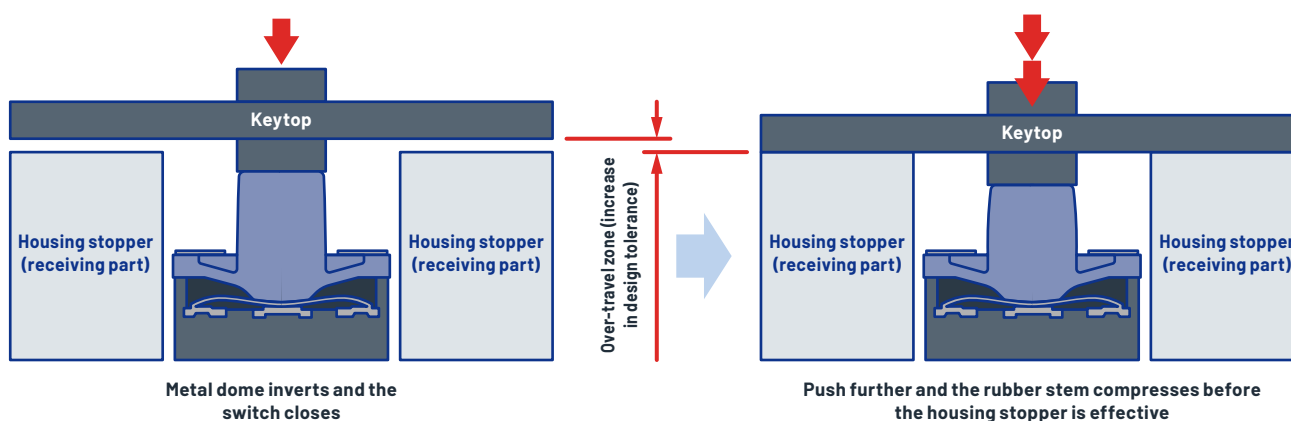 Keytop
Housing stopper
(receiving part)
Housing stopper
(receiving part)
Metal dome inverts and the
switch closes
Over-travel zone (increase
in design tolerance)
Keytop
Housing stopper
(receiving part)
Housing stopper
(receiving part)
Push further and the rubber stem compresses before
the housing stopper is effective